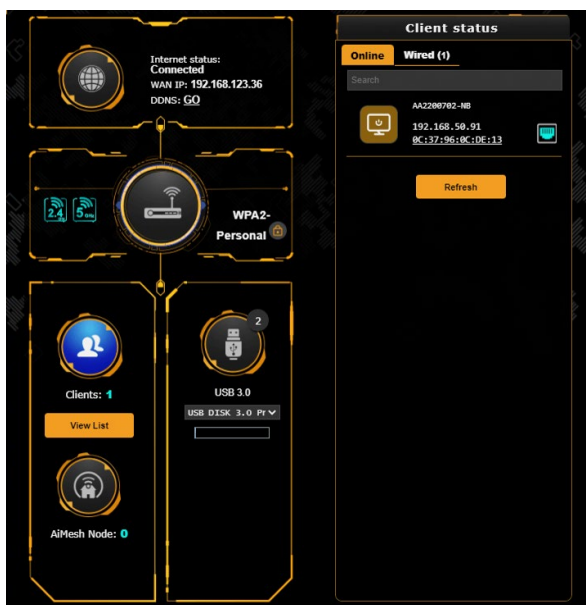 Internet status:
Connected
WAN IP: 192.168.123.36
DDNS: GO
2.4
GHz
5 GHz
WPA2-
Personal
Clients: 1
View List
AiMesh Node: 0
2
USB 3.0
USB DISK 3.0 Pr
Client status
Online Wired (1)
Search
AA2200702-NB
192.168.50.91
0C:37:96:0C:DE:13
Refresh